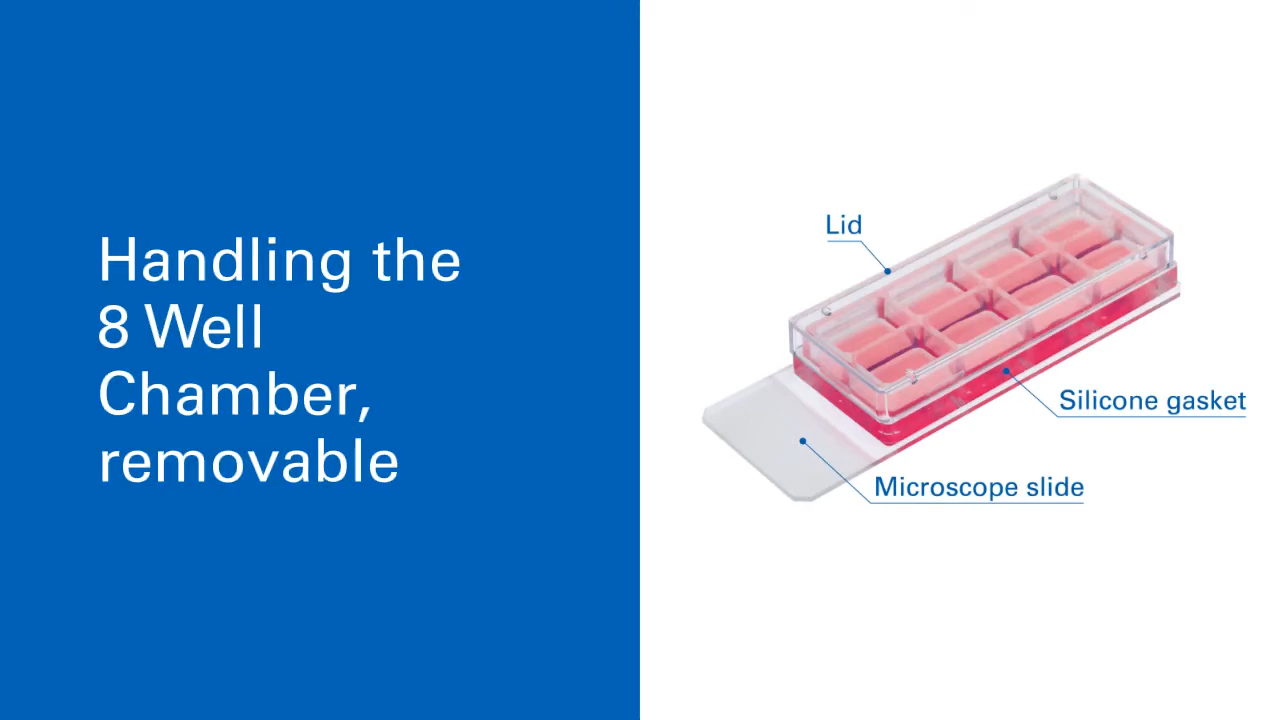 Handling the
8 Well
Chamber,
removable
Lid
Silicone gasket
Microscope slide